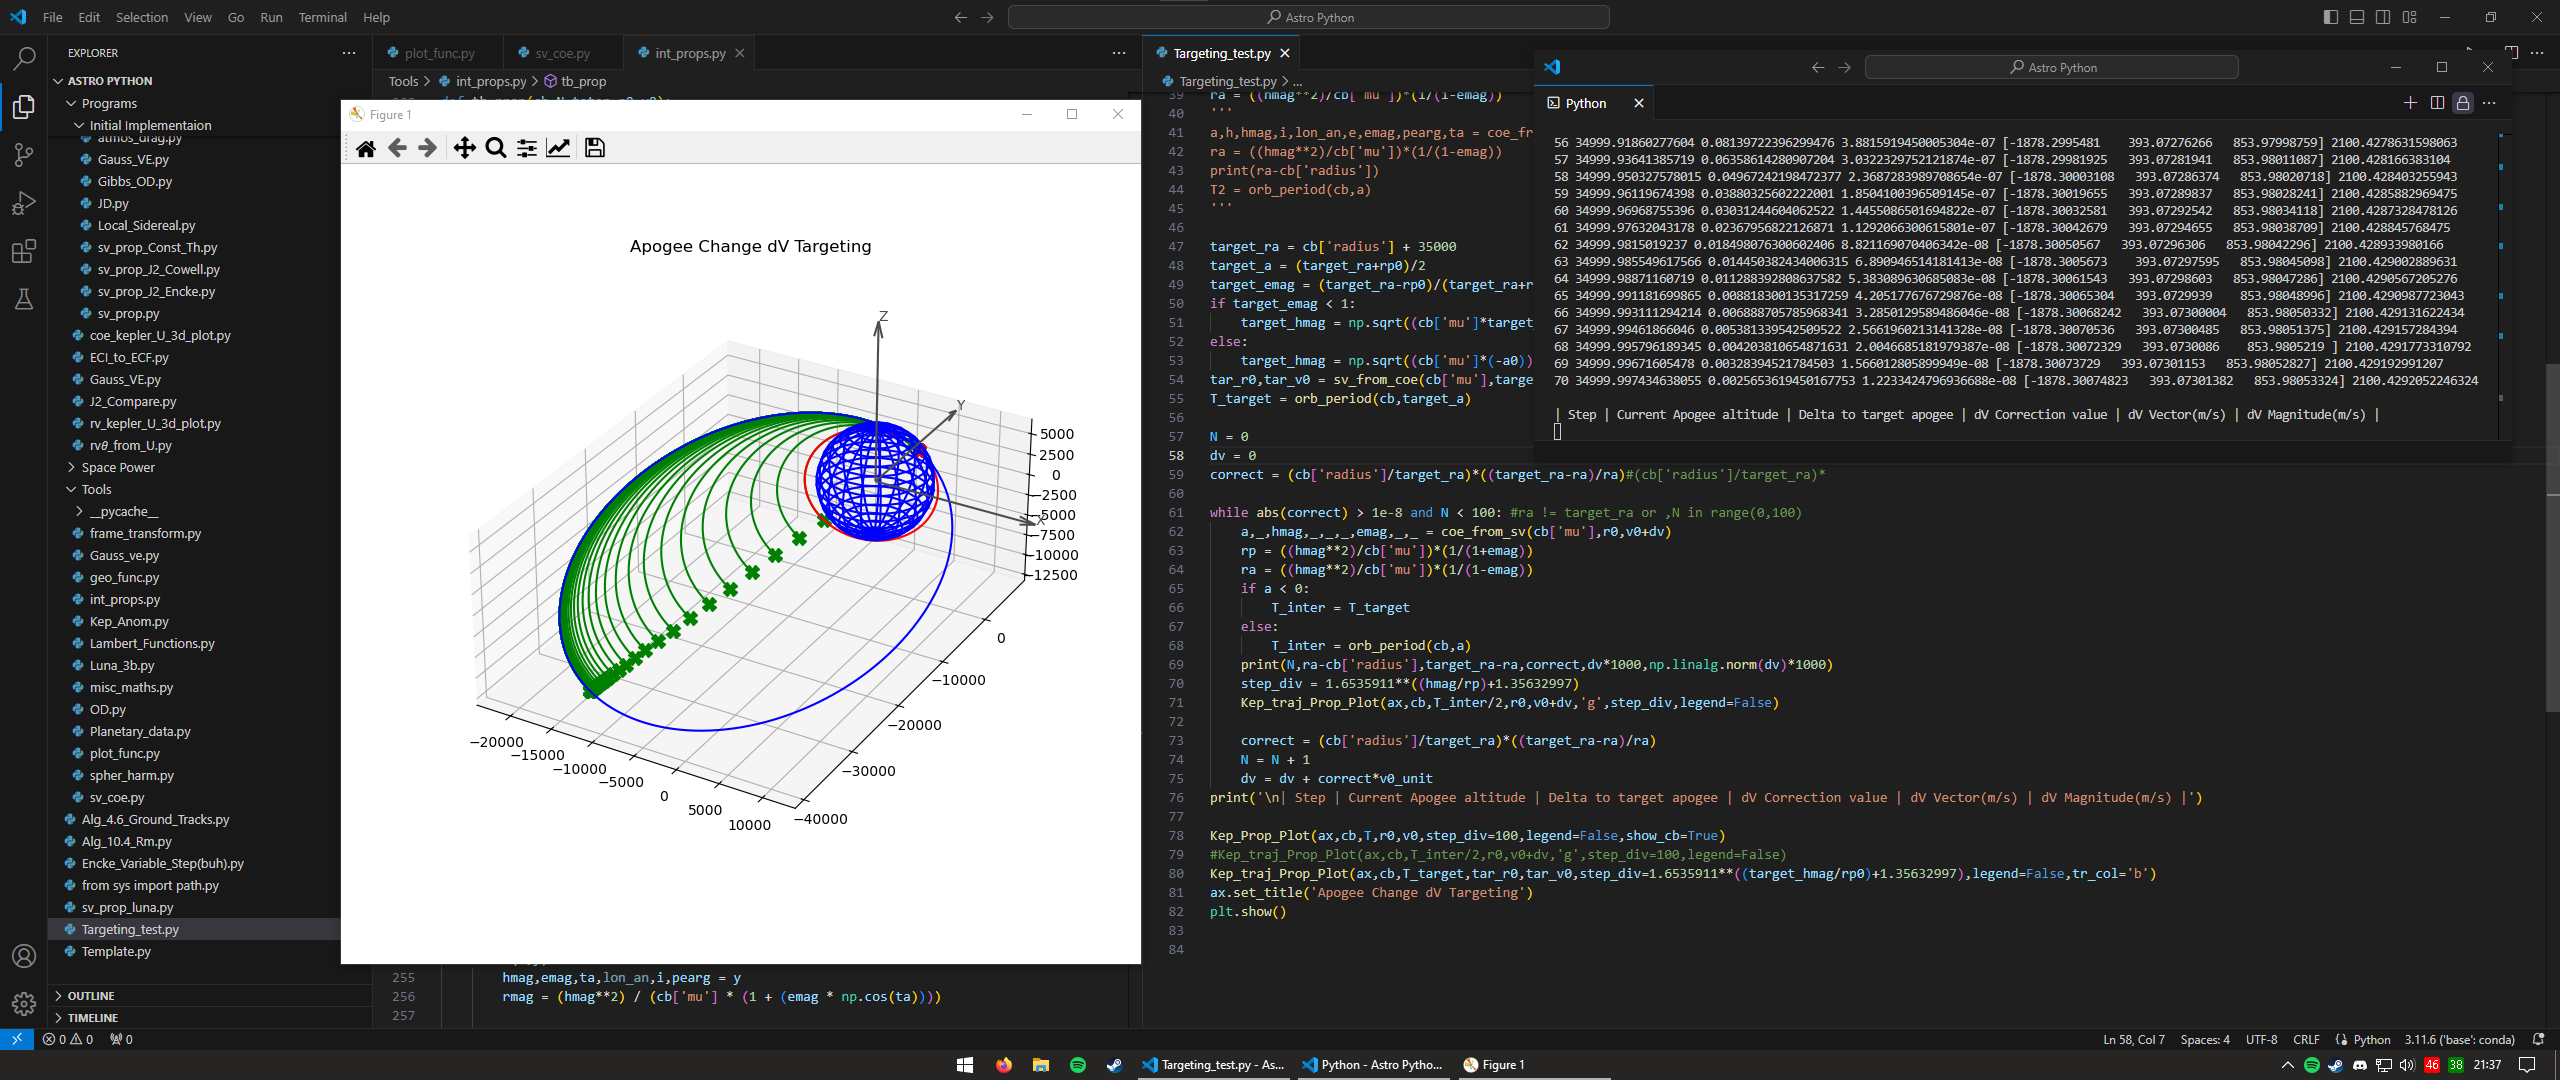 File Edit Selection View Go Run Terminal Help
Astro Python
EXPLORER
ASTRO PYTHON
Programs
Initial Implementaion
atmos_drag.py
Gauss_VE.py
Gibbs_OD.py
JD.py
Local_Sidereal.py
sv_prop_Const_Th.py
sv_prop_J2_Cowell.py
sv_prop_J2_Encke.py
sv_prop.py
coe_kepler_U_3d_plot.py
ECI_to_ECF.py
Gauss_VE.py
J2_Compare.py
rv_kepler_U_3d_plot.py
rvθ_from_U.py
Space Power
Tools
__pycache__
frame_transform.py
Gauss_ve.py
geo_func.py
int_props.py
Kep_Anom.py
Lambert_Functions.py
Luna_3b.py
misc_maths.py
OD.py
Planetary_data.py
plot_func.py
spher_harm.py
sv_coe.py
Alg_4.6_Ground_Tracks.py
Alg_10.4_Rm.py
Encke_Variable_Step(buh).py
from sys import path.py
sv_prop_luna.py
Targeting_test.py
Template.py
OUTLINE
TIMELINE
plot_func.py sv_coe.py int_props.py
Tools > int_props.py > tb_prop
Figure 1
Apogee Change dV Targeting
Z
Y
X
5000
2500
0
−2500
−5000
−7500
−10000
−12500
0
−10000
−20000
−30000
−40000
−20000
−15000
−10000
−5000
0
5000
10000
255 hmag,emag,ta,lon_an,i,pearg = y
256 rmag = (hmag**2) / (cb['mu'] * (1 + (emag * np.cos(ta))))
257
Targeting_test.py
Targeting_test.py > ...
39 ra = ((hmag**2)/cb['mu'])*(1/(1-emag))
40 '''
41 a,h,hmag,i,lon_an,e,emag,pearg,ta = coe_fr
42 ra = ((hmag**2)/cb['mu'])*(1/(1-emag))
43 print(ra-cb['radius'])
44 T2 = orb_period(cb,a)
45 '''
46
47 target_ra = cb['radius'] + 35000
48 target_a = (target_ra+rp0)/2
49 target_emag = (target_ra-rp0)/(target_ra+r
50 if target_emag < 1:
51 target_hmag = np.sqrt((cb['mu']*target_
52 else:
53 target_hmag = np.sqrt((cb['mu']*(-a0))
54 tar_r0,tar_v0 = sv_from_coe(cb['mu'],targe
55 T_target = orb_period(cb,target_a)
56
57 N = 0
58 dv = 0
59 correct = (cb['radius']/target_ra)*((target_ra-ra)/ra)#(cb['radius']/target_ra)*
60
61 while abs(correct) > 1e-8 and N < 100: #ra != target_ra or ,N in range(0,100)
62 a,_,hmag,_,_,_,emag,_,_ = coe_from_sv(cb['mu'],r0,v0+dv)
63 rp = ((hmag**2)/cb['mu'])*(1/(1+emag))
64 ra = ((hmag**2)/cb['mu'])*(1/(1-emag))
65 if a < 0:
66 T_inter = T_target
67 else:
68 T_inter = orb_period(cb,a)
69 print(N,ra-cb['radius'],target_ra-ra,correct,dv*1000,np.linalg.norm(dv)*1000)
70 step_div = 1.6535911**((hmag/rp)+1.35632997)
71 Kep_traj_Prop_Plot(ax,cb,T_inter/2,r0,v0+dv,'g',step_div,legend=False)
72
73 correct = (cb['radius']/target_ra)*((target_ra-ra)/ra)
74 N = N + 1
75 dv = dv + correct*v0_unit
76 print('\n| Step | Current Apogee altitude | Delta to target apogee | dV Correction value | dV Vector(m/s) | dV Magnitude(m/s) |')
77
78 Kep_Prop_Plot(ax,cb,T,r0,v0,step_div=100,legend=False,show_cb=True)
79 #Kep_traj_Prop_Plot(ax,cb,T_inter/2,r0,v0+dv,'g',step_div=100,legend=False)
80 Kep_traj_Prop_Plot(ax,cb,T_target,tar_r0,tar_v0,step_div=1.6535911**((target_hmag/rp0)+1.35632997),legend=False,tr_col='b')
81 ax.set_title('Apogee Change dV Targeting')
82 plt.show()
83
84
Astro Python
Python
56 34999.91860277604 0.08139722396299476 3.8815919450005304e-07 [-1878.2995481 393.07276266 853.97998759] 2100.4278631598063
57 34999.93641385719 0.06358614280907204 3.0322329752121874e-07 [-1878.29981925 393.07281941 853.98011087] 2100.428166383104
58 34999.950327578015 0.04967242198472377 2.3687283989708654e-07 [-1878.30003108 393.07286374 853.98020718] 2100.428403255943
59 34999.96119674398 0.03880325602222001 1.8504100396509145e-07 [-1878.30019655 393.07289837 853.98028241] 2100.4285882969475
60 34999.96968755396 0.03031244604062522 1.4455086501694822e-07 [-1878.30032581 393.07292542 853.98034118] 2100.4287328478126
61 34999.97632043178 0.02367956822126871 1.1292066300615801e-07 [-1878.30042679 393.07294655 853.98038709] 2100.428845768475
62 34999.9815019237 0.018498076300602406 8.821169070406342e-08 [-1878.30050567 393.07296306 853.98042296] 2100.428933980166
63 34999.985549617566 0.014450382434006315 6.890946514181413e-08 [-1878.3005673 393.07297595 853.98045098] 2100.429002889631
64 34999.98871160719 0.011288392808637582 5.383089630685083e-08 [-1878.30061543 393.07298603 853.98047286] 2100.4290567205276
65 34999.991181699865 0.008818300135317259 4.205177676729876e-08 [-1878.30065304 393.0729939 853.98048996] 2100.4290987723043
66 34999.993111294214 0.006888705785968341 3.2850129589486046e-08 [-1878.30068242 393.07300004 853.98050332] 2100.429131622434
67 34999.99461866046 0.005381339542509522 2.5661960213141328e-08 [-1878.30070536 393.07300485 853.98051375] 2100.429157284394
68 34999.995796189345 0.004203810654871631 2.0046685181979387e-08 [-1878.30072329 393.0730086 853.9805219 ] 2100.4291773310792
69 34999.99671605478 0.00328394521784503 1.566012805899949e-08 [-1878.30073729 393.07301153 853.98052827] 2100.429192991207
70 34999.997434638055 0.0025653619450167753 1.2233424796936688e-08 [-1878.30074823 393.07301382 853.98053324] 2100.4292052246324
| Step | Current Apogee altitude | Delta to target apogee | dV Correction value | dV Vector(m/s) | dV Magnitude(m/s) |
0 0 0 Ln 58, Col 7 Spaces: 4 UTF-8 CRLF Python 3.11.6 ('base': conda)
Targeting_test.py - As... Python - Astro Pytho... Figure 1 46 38 21:37